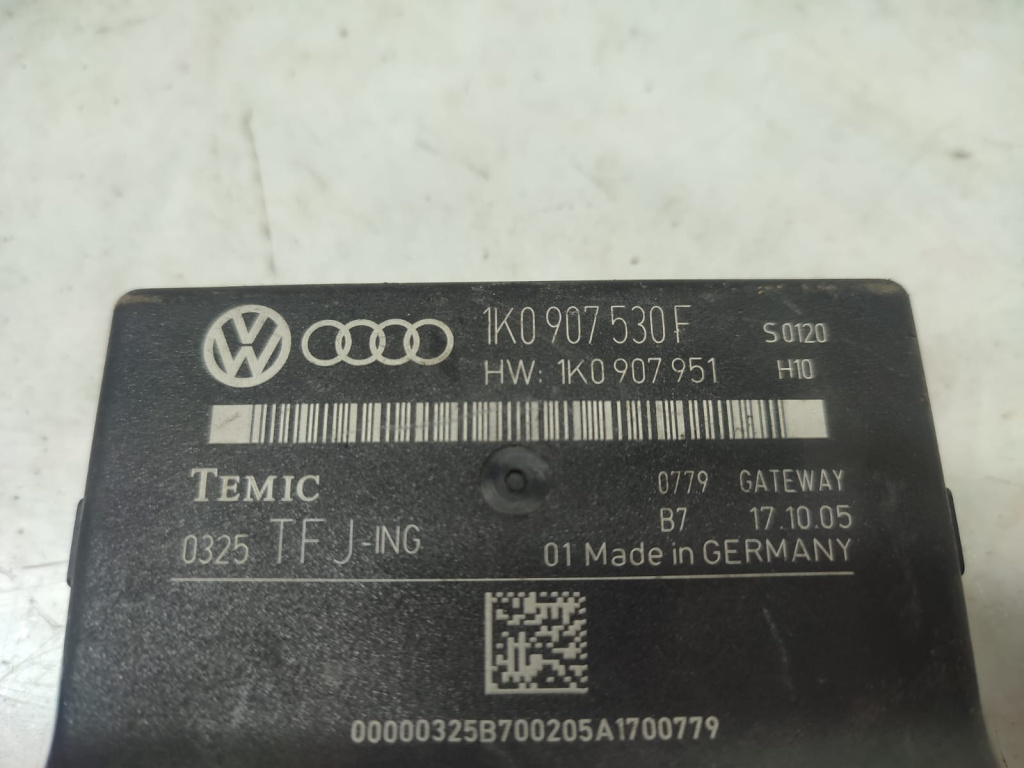 1K0 907 530 F S 0120
HW: 1K0 907 951 H10
TEMIC 0779 GATEWAY
B7 17.10.05
0325 TFJ-ING 01 Made in GERMANY
00000325B700205A1700779